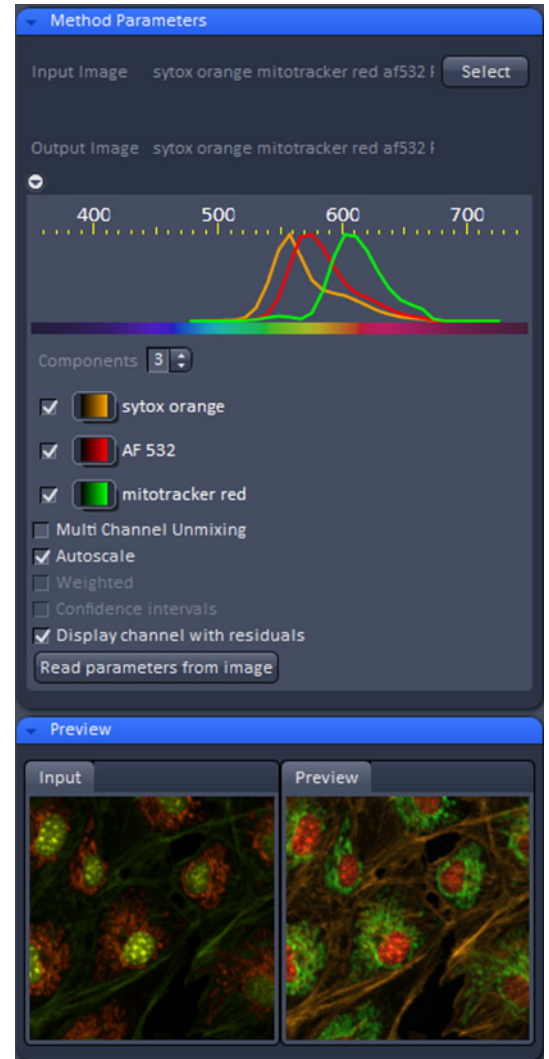 Method Parameters
Input Image sytox orange mitotracker red af532 Select
Output Image sytox orange mitotracker red af532
400 500 600 700
Components 3
sytox orange
AF 532
mitotracker red
Multi Channel Unmixing
Autoscale
Weighted
Confidence intervals
Display channel with residuals
Read parameters from image
Preview
Input Preview